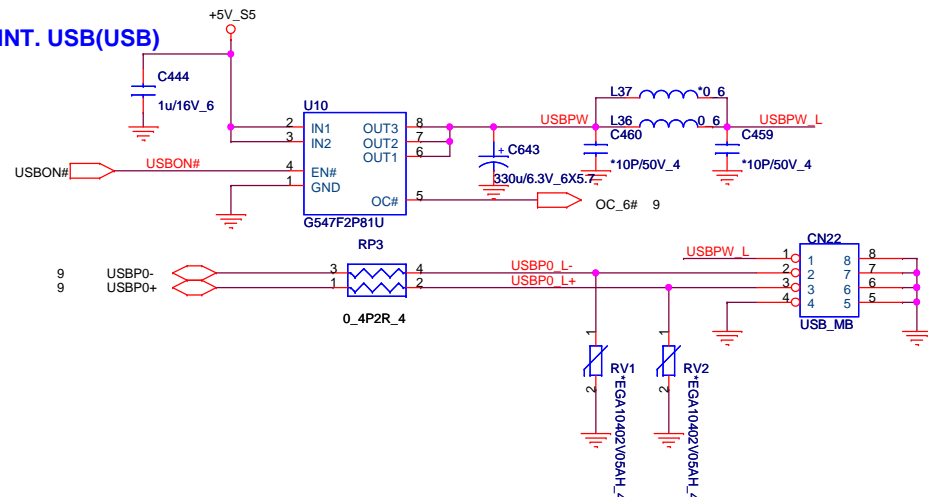 +5V_S5
INT. USB(USB)
C444
1u/16V_6
U10
2 IN1
3 IN2
4 EN#
1 GND
OUT3 8
OUT2 7
OUT1 6
OC# 5
G547F2P81U
USBON#
USBON#
USBPW
C643
+
330u/6.3V_6X5.7
L37 *0_6
L36 0_6
USBPW_L
C460
*10P/50V_4
C459
*10P/50V_4
OC_6# 9
RP3
9 USBP0-
9 USBP0+
3 4
1 2
0_4P2R_4
USBP0_L-
USBP0_L+
USBPW_L
CN22
1 1 8 8
2 2 7 7
3 3 6 6
4 4 5 5
USB_MB
1
2
RV1
*EGA10402V05AH_4
1
2
RV2
*EGA10402V05AH_4